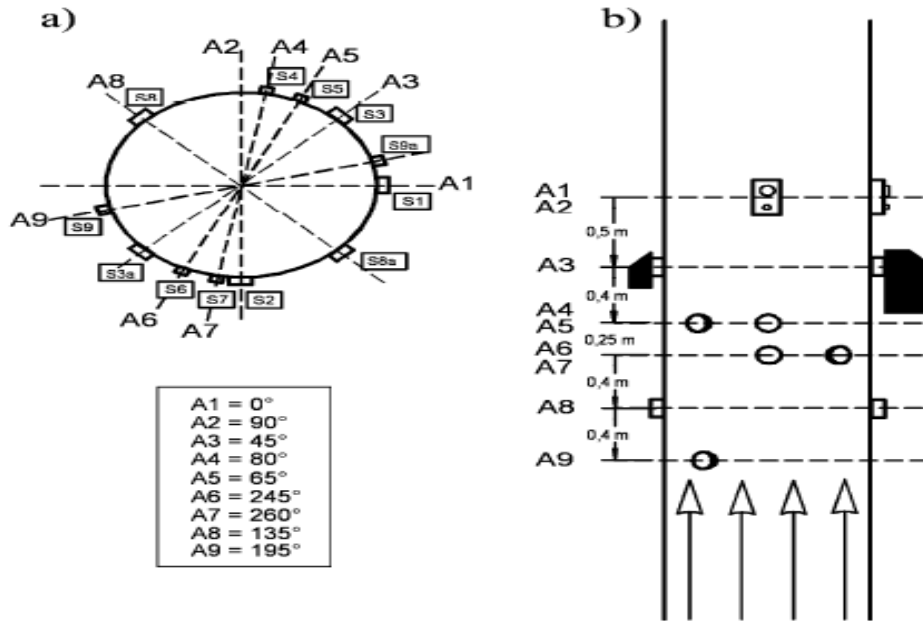 a)
A2
A4
A5
A3
A8
S4
S5
S8
S3
S9a
A1
S1
A9
S9
S3a
S6
S7
S2
S8a
A6
A7
A1 = 0°
A2 = 90°
A3 = 45°
A4 = 80°
A5 = 65°
A6 = 245°
A7 = 260°
A8 = 135°
A9 = 195°
b)
A1
A2
0,5 m
A3
0,4 m
A4
A5
0,25 m
A6
A7
0,4 m
A8
0,4 m
A9